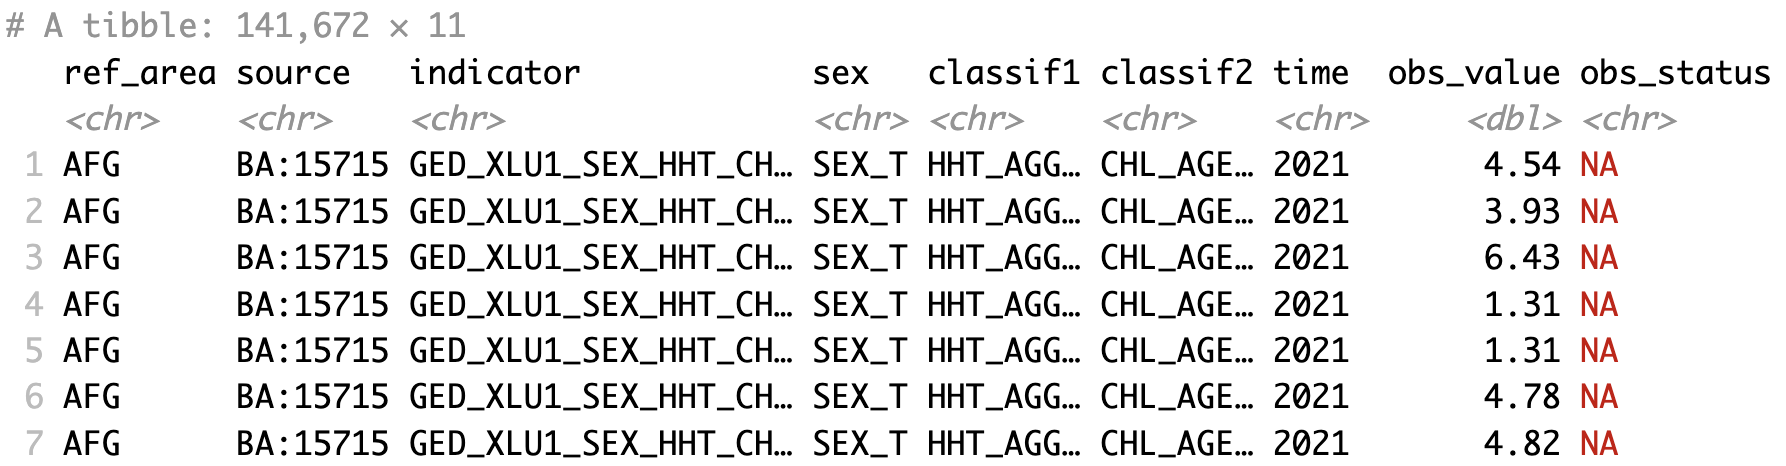 # A tibble: 141,672 × 11
ref_area source indicator sex classif1 classif2 time obs_value obs_status
<chr> <chr> <chr> <chr> <chr> <chr> <chr> <dbl> <chr>
1 AFG BA:15715 GED_XLU1_SEX_HHT_CH… SEX_T HHT_AGG… CHL_AGE… 2021 4.54 NA
2 AFG BA:15715 GED_XLU1_SEX_HHT_CH… SEX_T HHT_AGG… CHL_AGE… 2021 3.93 NA
3 AFG BA:15715 GED_XLU1_SEX_HHT_CH… SEX_T HHT_AGG… CHL_AGE… 2021 6.43 NA
4 AFG BA:15715 GED_XLU1_SEX_HHT_CH… SEX_T HHT_AGG… CHL_AGE… 2021 1.31 NA
5 AFG BA:15715 GED_XLU1_SEX_HHT_CH… SEX_T HHT_AGG… CHL_AGE… 2021 1.31 NA
6 AFG BA:15715 GED_XLU1_SEX_HHT_CH… SEX_T HHT_AGG… CHL_AGE… 2021 4.78 NA
7 AFG BA:15715 GED_XLU1_SEX_HHT_CH… SEX_T HHT_AGG… CHL_AGE… 2021 4.82 NA